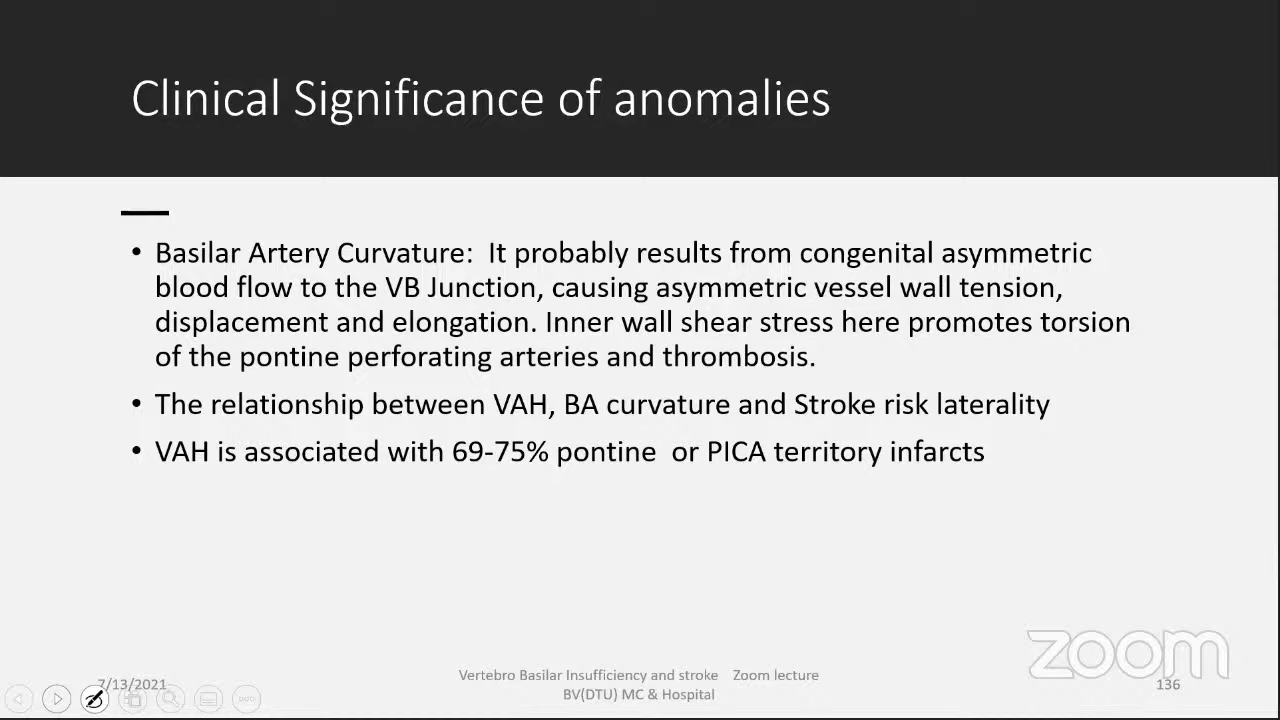 Clinical Significance of anomalies
• Basilar Artery Curvature: It probably results from congenital asymmetric
blood flow to the VB Junction, causing asymmetric vessel wall tension,
displacement and elongation. Inner wall shear stress here promotes torsion
of the pontine perforating arteries and thrombosis.
• The relationship between VAH, BA curvature and Stroke risk laterality
• VAH is associated with 69-75% pontine or PICA territory infarcts
zoom
7/13/2021
Vertebro Basilar Insufficiency and stroke Zoom lecture
BV(DTU) MC & Hospital
136